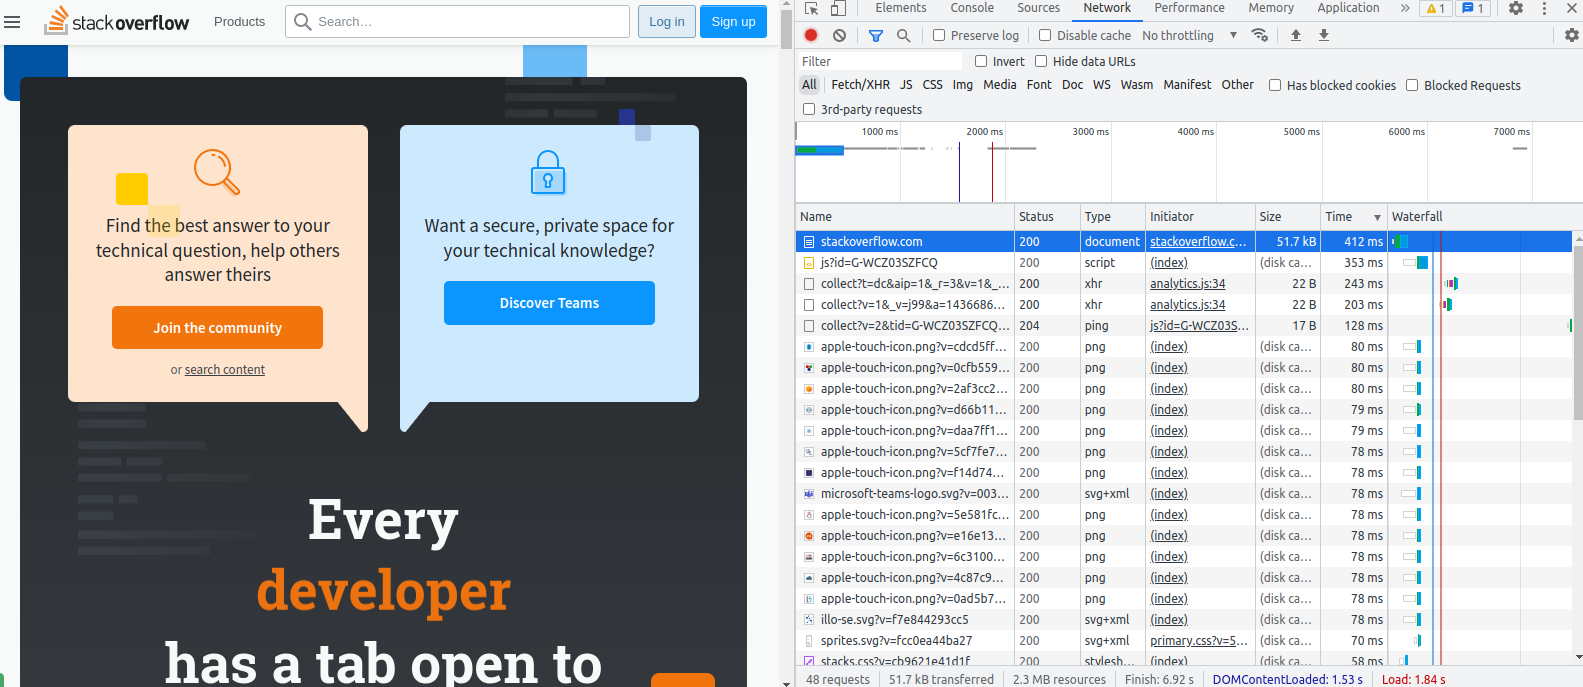 stackoverflow
Products
Search...
Log in
Sign up
Find the best answer to your
technical question, help others
answer theirs
Join the community
or search content
Want a secure, private space for
your technical knowledge?
Discover Teams
Every
developer
has a tab open to
Elements Console Sources Network Performance Memory Application » 1 1
Preserve log Disable cache No throttling
Filter Invert Hide data URLs
All Fetch/XHR JS CSS Img Media Font Doc WS Wasm Manifest Other Has blocked cookies Blocked Requests
3rd-party requests
1000 ms 2000 ms 3000 ms 4000 ms 5000 ms 6000 ms 7000 ms
Name Status Type Initiator Size Time Waterfall
stackoverflow.com 200 document stackoverflow.c... 51.7 kB 412 ms
js?id=G-WCZ03SZFCQ 200 script (index) (disk ca... 353 ms
collect?t=dc&aip=1&_r=3&v=1&_... 200 xhr analytics.js:34 22 B 243 ms
collect?v=1&_v=j99&a=1436686... 200 xhr analytics.js:34 22 B 203 ms
collect?v=2&tid=G-WCZ03SZFCQ... 204 ping js?id=G-WCZ03S... 17 B 128 ms
apple-touch-icon.png?v=cdcd5ff... 200 png (index) (disk ca... 80 ms
apple-touch-icon.png?v=0cfb559... 200 png (index) (disk ca... 80 ms
apple-touch-icon.png?v=2af3cc2... 200 png (index) (disk ca... 80 ms
apple-touch-icon.png?v=d66b11... 200 png (index) (disk ca... 79 ms
apple-touch-icon.png?v=daa7ff1... 200 png (index) (disk ca... 79 ms
apple-touch-icon.png?v=5cf7fe7... 200 png (index) (disk ca... 78 ms
apple-touch-icon.png?v=f14d74... 200 png (index) (disk ca... 78 ms
microsoft-teams-logo.svg?v=003... 200 svg+xml (index) (disk ca... 78 ms
apple-touch-icon.png?v=5e581fc... 200 png (index) (disk ca... 78 ms
apple-touch-icon.png?v=e16e13... 200 png (index) (disk ca... 78 ms
apple-touch-icon.png?v=6c3100... 200 png (index) (disk ca... 78 ms
apple-touch-icon.png?v=4c87c9... 200 png (index) (disk ca... 78 ms
apple-touch-icon.png?v=0ad5b7... 200 png (index) (disk ca... 78 ms
illo-se.svg?v=f7e844293cc5 200 svg+xml (index) (disk ca... 78 ms
sprites.svg?v=fcc0ea44ba27 200 svg+xml primary.css?v=5... (disk ca... 70 ms
stacks.css?v=cb9621e41d1f 200 stylesh... (index) (disk ca... 58 ms
48 requests 51.7 kB transferred 2.3 MB resources Finish: 6.92 s DOMContentLoaded: 1.53 s Load: 1.84 s